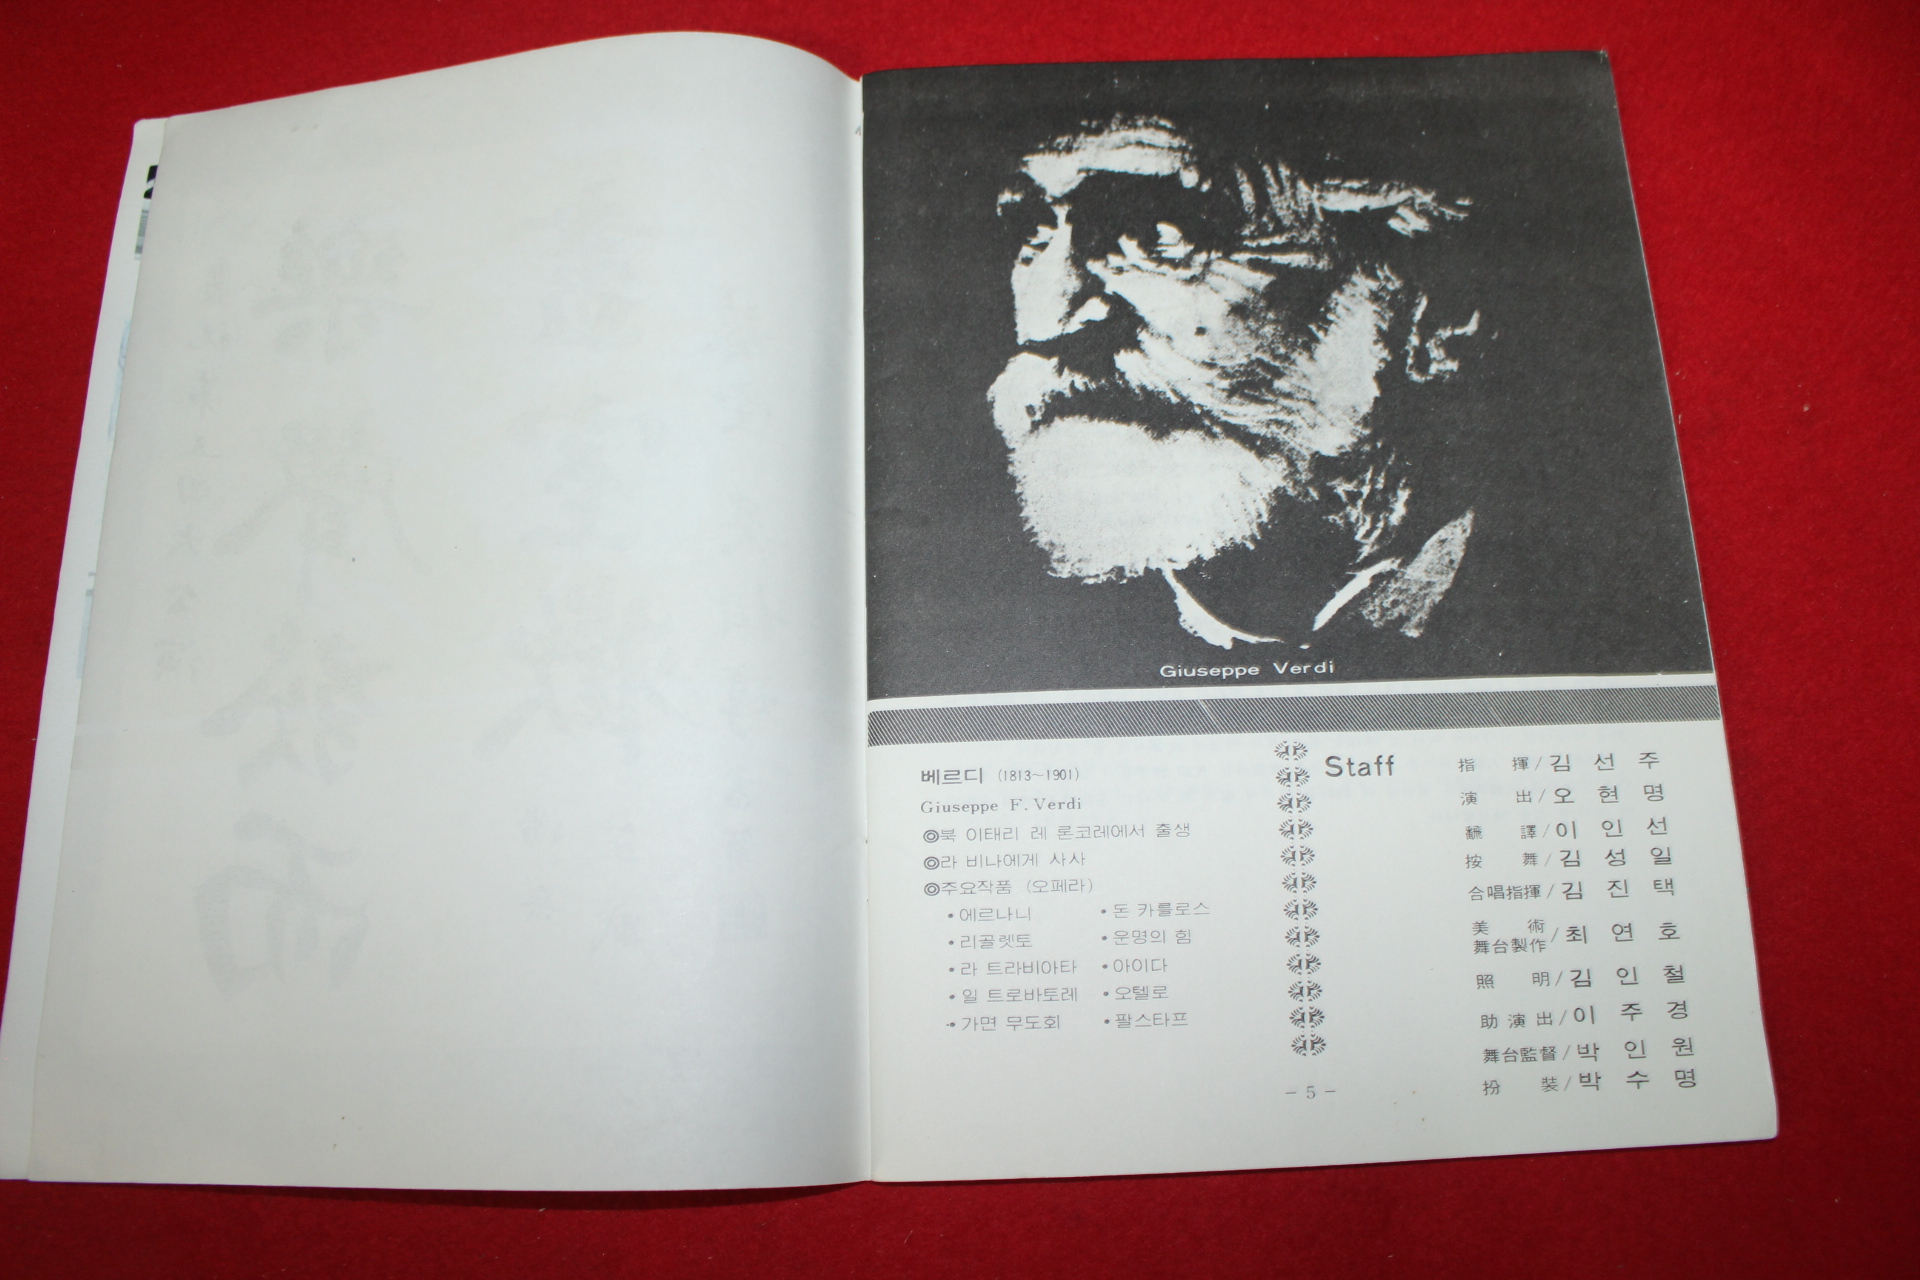 Giuseppe Verdi
베르디 (1813~1901)
Giuseppe F. Verdi
◎북 이태리 레 론코레에서 출생
◎라 비나에게 사사
◎주요작품 (오페라)
• 에르나니
• 리골렛토
• 라 트라비아타
• 일 트로바토레
• 가면 무도회
• 돈 카를로스
• 운명의 힘
• 아이다
• 오텔로
• 팔스타프
Staff
指 揮 / 김 선 주
演 出 / 오 현 명
飜 譯 / 이 인 선
按 舞 / 김 성 일
合唱指揮 / 김 진 택
美 術
舞台製作 / 최 연 호
照 明 / 김 인 철
助 演 出 / 이 주 경
舞台監督 / 박 인 원
扮 裝 / 박 수 명
− 5 −